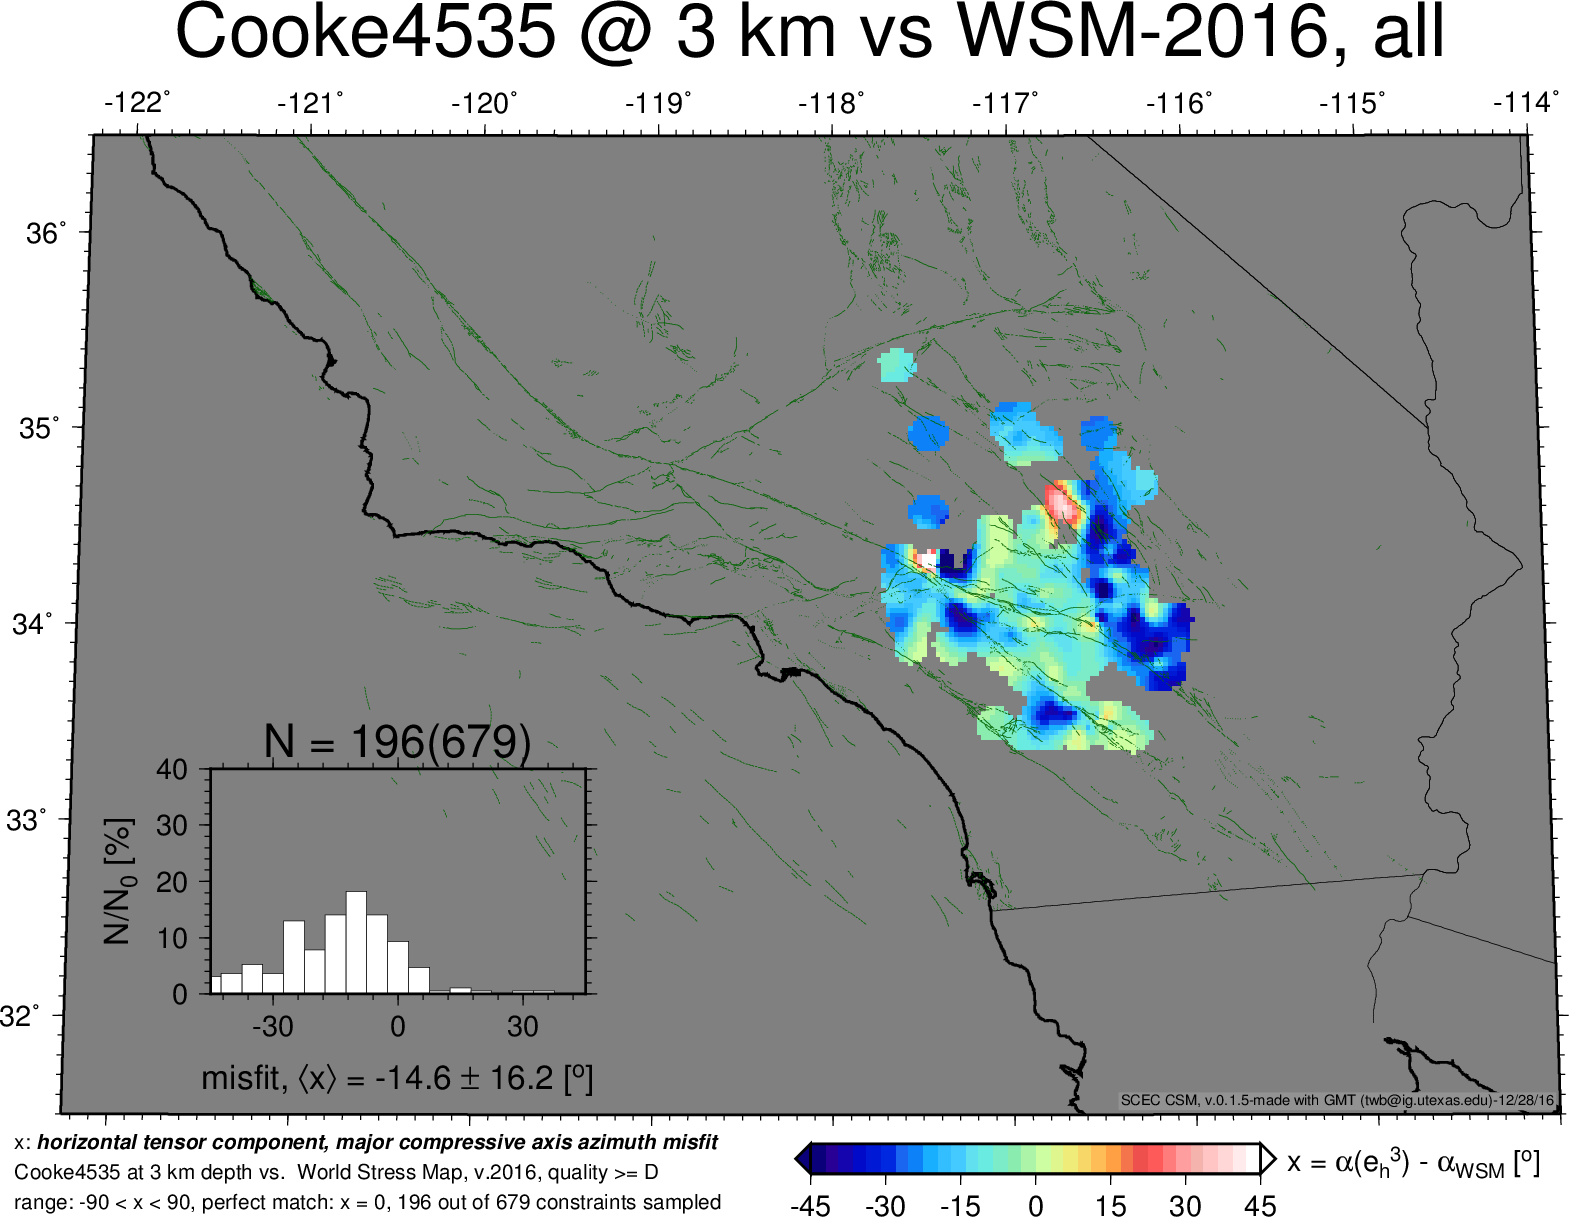 Cooke4535 @ 3 km vs WSM-2016, all
-122˚ -121˚ -120˚ -119˚ -118˚ -117˚ -116˚ -115˚ -114˚
36˚
35˚
34˚
33˚
32˚
N = 196(679)
40
30
20
10
0
N/N0 [%]
-30 0 30
misfit, ⟨x⟩ = -14.6 ± 16.2 [º]
SCEC CSM, v.0.1.5-made with GMT (twb@ig.utexas.edu)-12/28/16
x: horizontal tensor component, major compressive axis azimuth misfit
Cooke4535 at 3 km depth vs. World Stress Map, v.2016, quality >= D
range: -90 < x < 90, perfect match: x = 0, 196 out of 679 constraints sampled
x = α(eh3) - αWSM [º]
-45 -30 -15 0 15 30 45